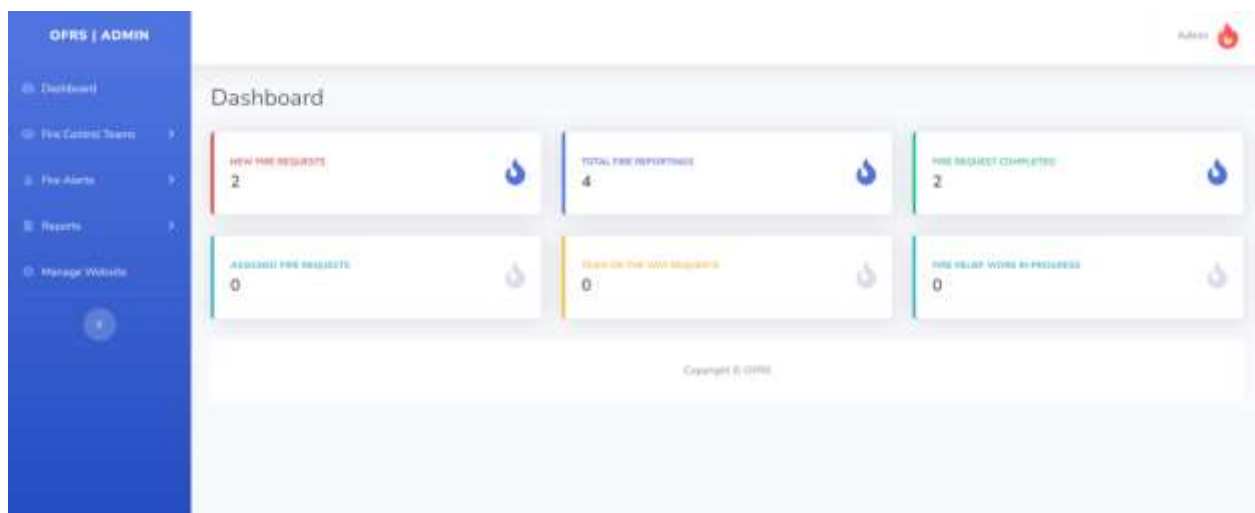 OFRS | ADMIN
Admin
Dashboard
Fire Control Teams
Fire Alerts
Reports
Manage Website
Dashboard
NEW FIRE REQUESTS
2
TOTAL FIRE REPORTINGS
4
FIRE REQUEST COMPLETED
2
ASSIGNED FIRE REQUESTS
0
TEAM ON THE WAY REQUESTS
0
FIRE RELIEF WORK IN PROGRESS
0
Copyright © OFRS